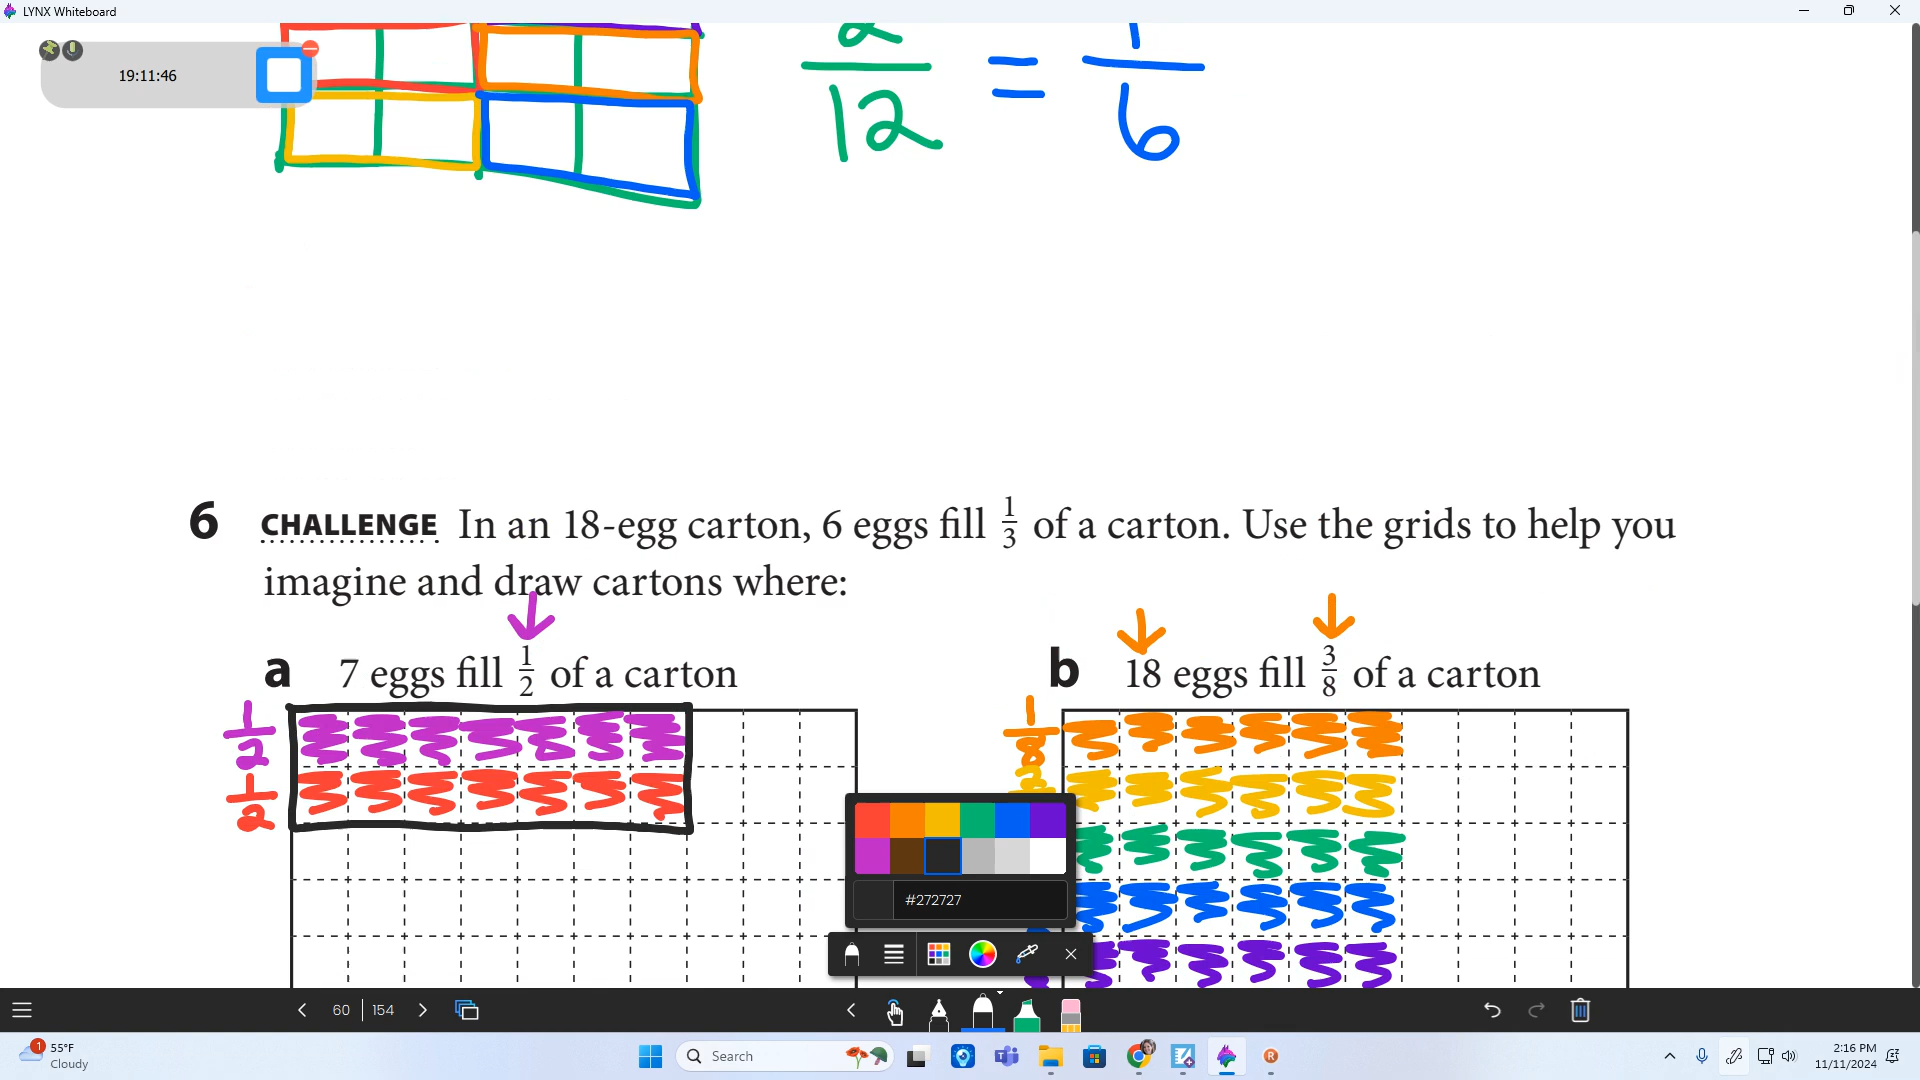 LYNX Whiteboard
19:11:46
2/12 = 1/6
6 CHALLENGE In an 18-egg carton, 6 eggs fill 1/3 of a carton. Use the grids to help you
imagine and draw cartons where:
a 7 eggs fill 1/2 of a carton
b 18 eggs fill 3/8 of a carton
1/2
1/2
1/8
#272727
60 154
1
55°F
Cloudy
Search
2:16 PM
11/11/2024